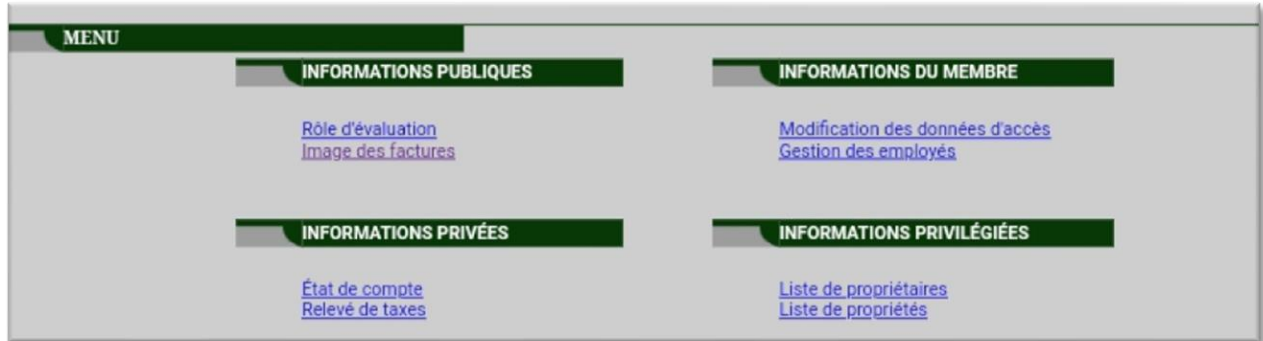 MENU
INFORMATIONS PUBLIQUES
Rôle d'évaluation
Image des factures
INFORMATIONS DU MEMBRE
Modification des données d'accès
Gestion des employés
INFORMATIONS PRIVÉES
État de compte
Relevé de taxes
INFORMATIONS PRIVILÉGIÉES
Liste de propriétaires
Liste de propriétés